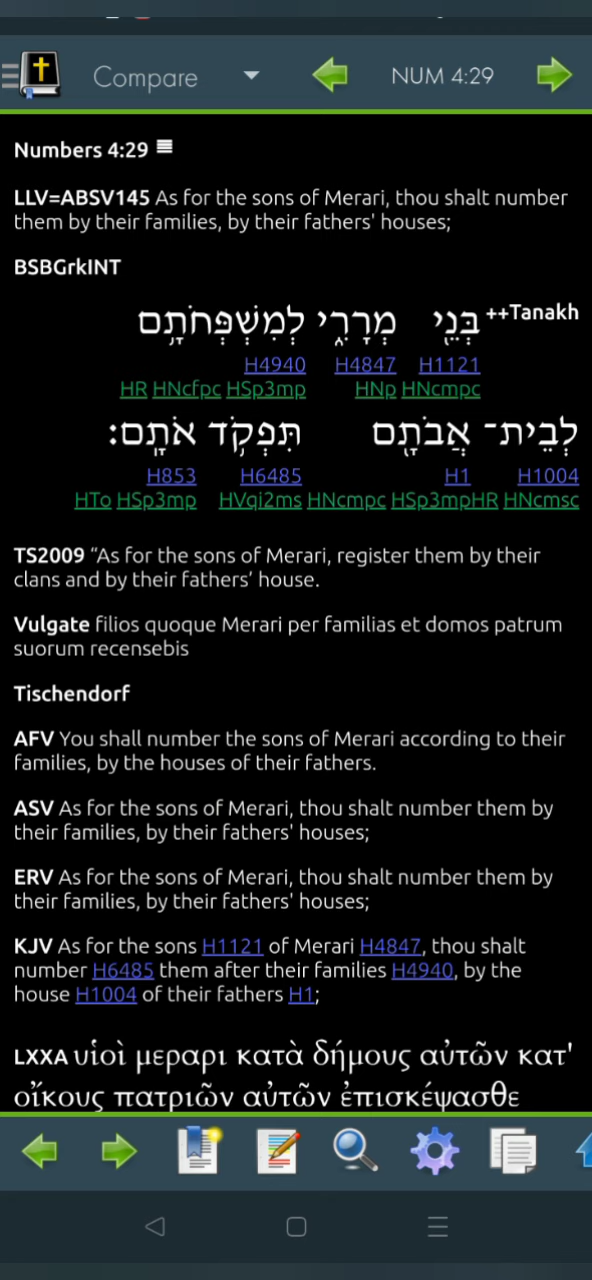 Compare
NUM 4:29
Numbers 4:29
LLV=ABSV145 As for the sons of Merari, thou shalt number
them by their families, by their fathers' houses;
BSBGrkINT
++Tanakh בְּנֵ֖י מְרָרִ֑י לְמִשְׁפְּחֹתָ֥ם
H4940 H4847 H1121
HR HNcfpc HSp3mp HNp HNcmpc
לְבֵית־ אֲבֹתָ֖ם תִּפְקֹ֥ד אֹתָֽם׃
H853 H6485 H1 H1004
HTo HSp3mp HVqi2ms HNcmpc HSp3mpHR HNcmsc
TS2009 “As for the sons of Merari, register them by their
clans and by their fathers’ house.
Vulgate filios quoque Merari per familias et domos patrum
suorum recensebis
Tischendorf
AFV You shall number the sons of Merari according to their
families, by the houses of their fathers.
ASV As for the sons of Merari, thou shalt number them by
their families, by their fathers' houses;
ERV As for the sons of Merari, thou shalt number them by
their families, by their fathers' houses;
KJV As for the sons H1121 of Merari H4847, thou shalt
number H6485 them after their families H4940, by the
house H1004 of their fathers H1;
LXXA υἱοὶ μεραρι κατὰ δήμους αὐτῶν κατ'
οἴκους πατριῶν αὐτῶν ἐπισκέψασθε